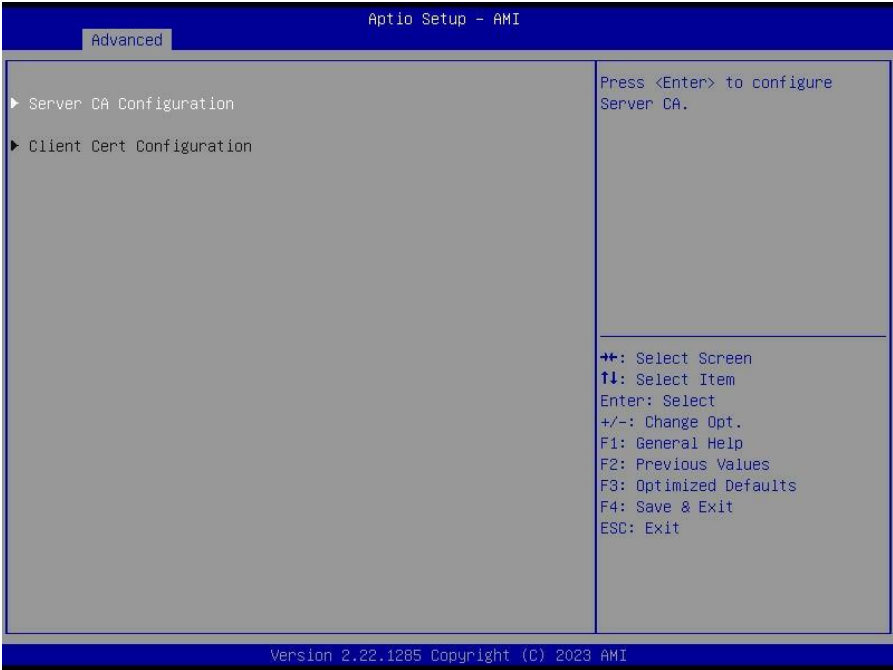 Aptio Setup - AMI
Advanced
Server CA Configuration
Client Cert Configuration
Press <Enter> to configure
Server CA.
→←: Select Screen
↑↓: Select Item
Enter: Select
+/-: Change Opt.
F1: General Help
F2: Previous Values
F3: Optimized Defaults
F4: Save & Exit
ESC: Exit
Version 2.22.1285 Copyright (C) 2023 AMI